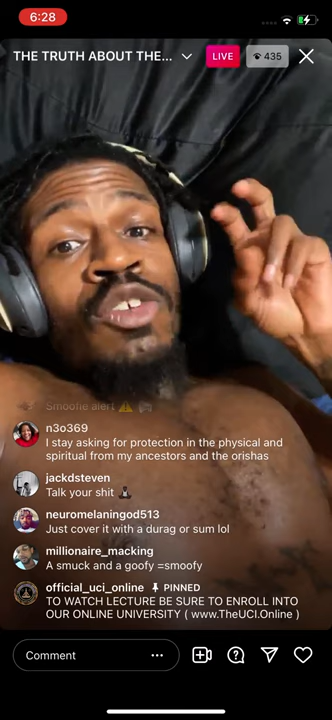 6:28
THE TRUTH ABOUT THE...
LIVE
435
Smoofie alert
n3o369
I stay asking for protection in the physical and
spiritual from my ancestors and the orishas
jackdsteven
Talk your shit
neuromelaningod513
Just cover it with a durag or sum lol
millionaire_macking
A smuck and a goofy =smoofy
official_uci_online PINNED
TO WATCH LECTURE BE SURE TO ENROLL INTO
OUR ONLINE UNIVERSITY ( www.TheUCI.Online )
Comment